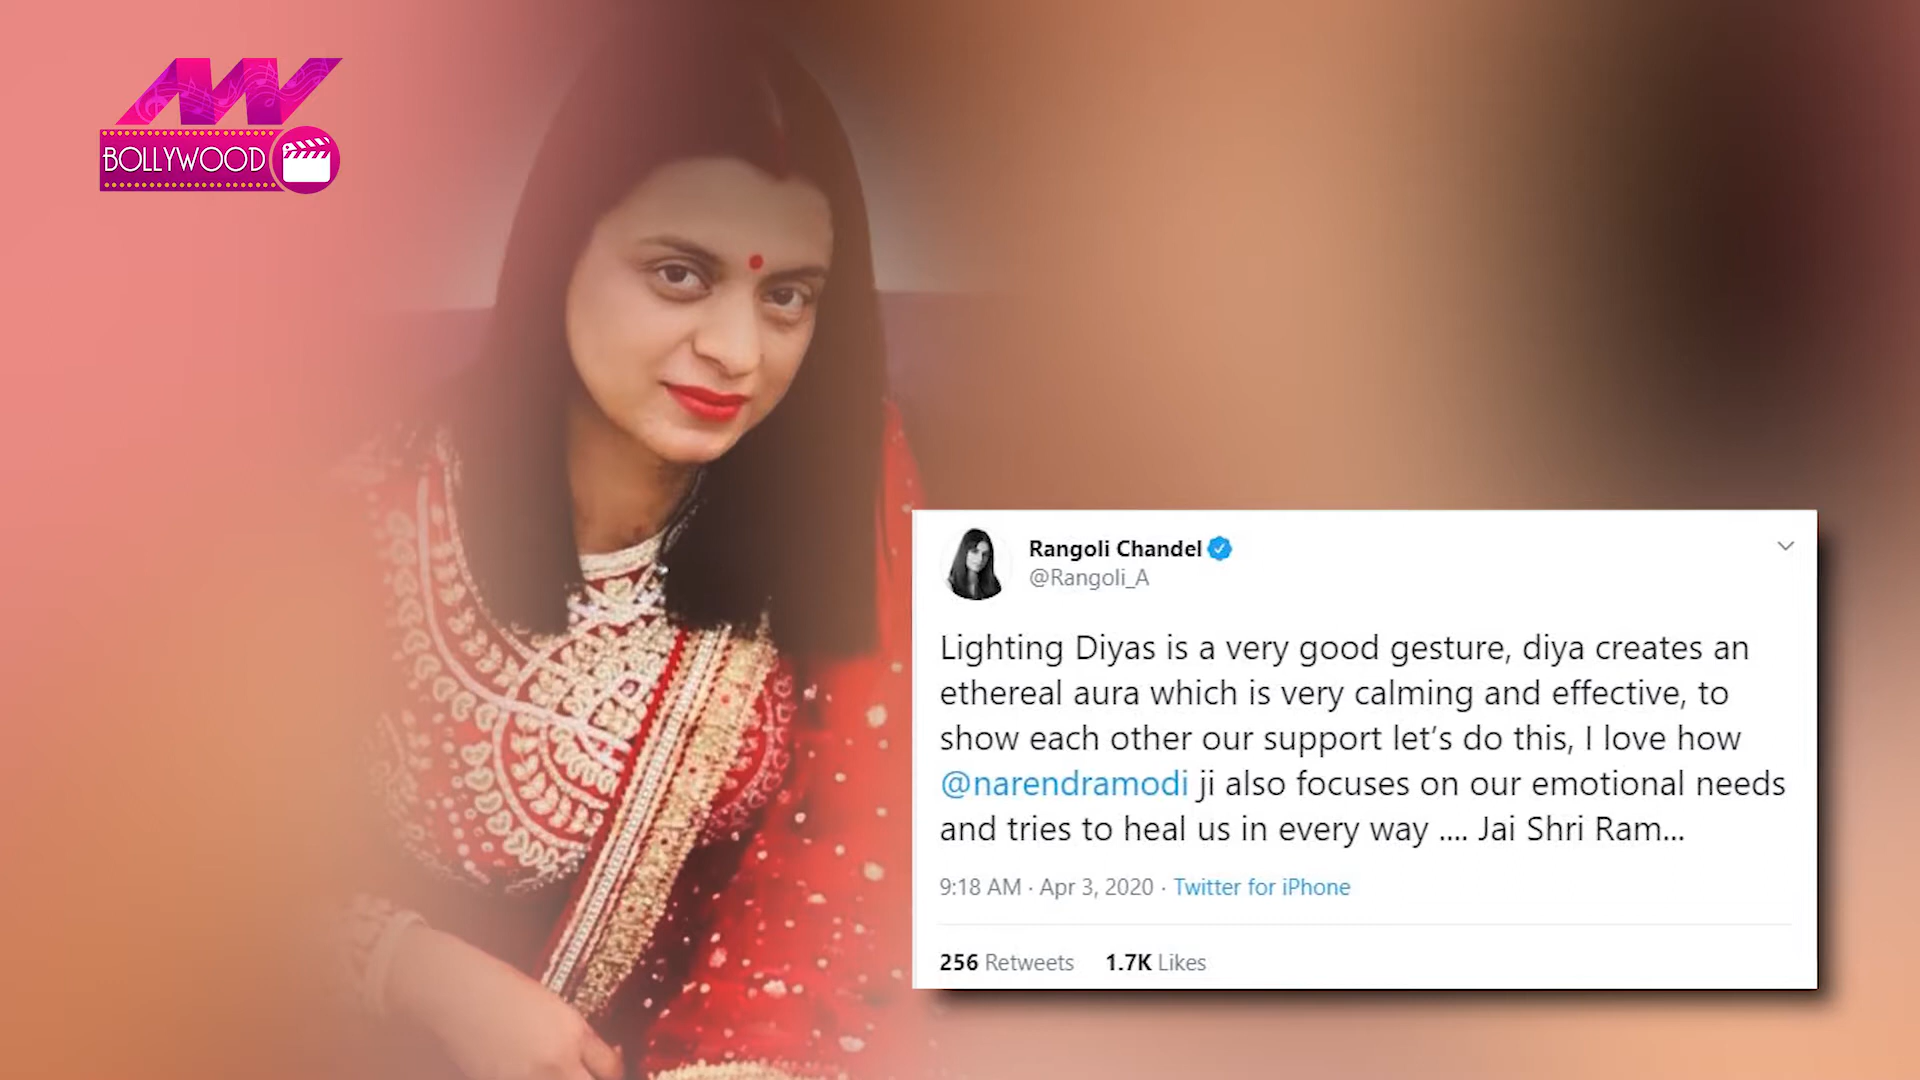 NN
BOLLYWOOD
Rangoli Chandel
@Rangoli_A
Lighting Diyas is a very good gesture, diya creates an
ethereal aura which is very calming and effective, to
show each other our support let's do this, I love how
@narendramodi ji also focuses on our emotional needs
and tries to heal us in every way .... Jai Shri Ram...
9:18 AM · Apr 3, 2020 · Twitter for iPhone
256 Retweets 1.7K Likes